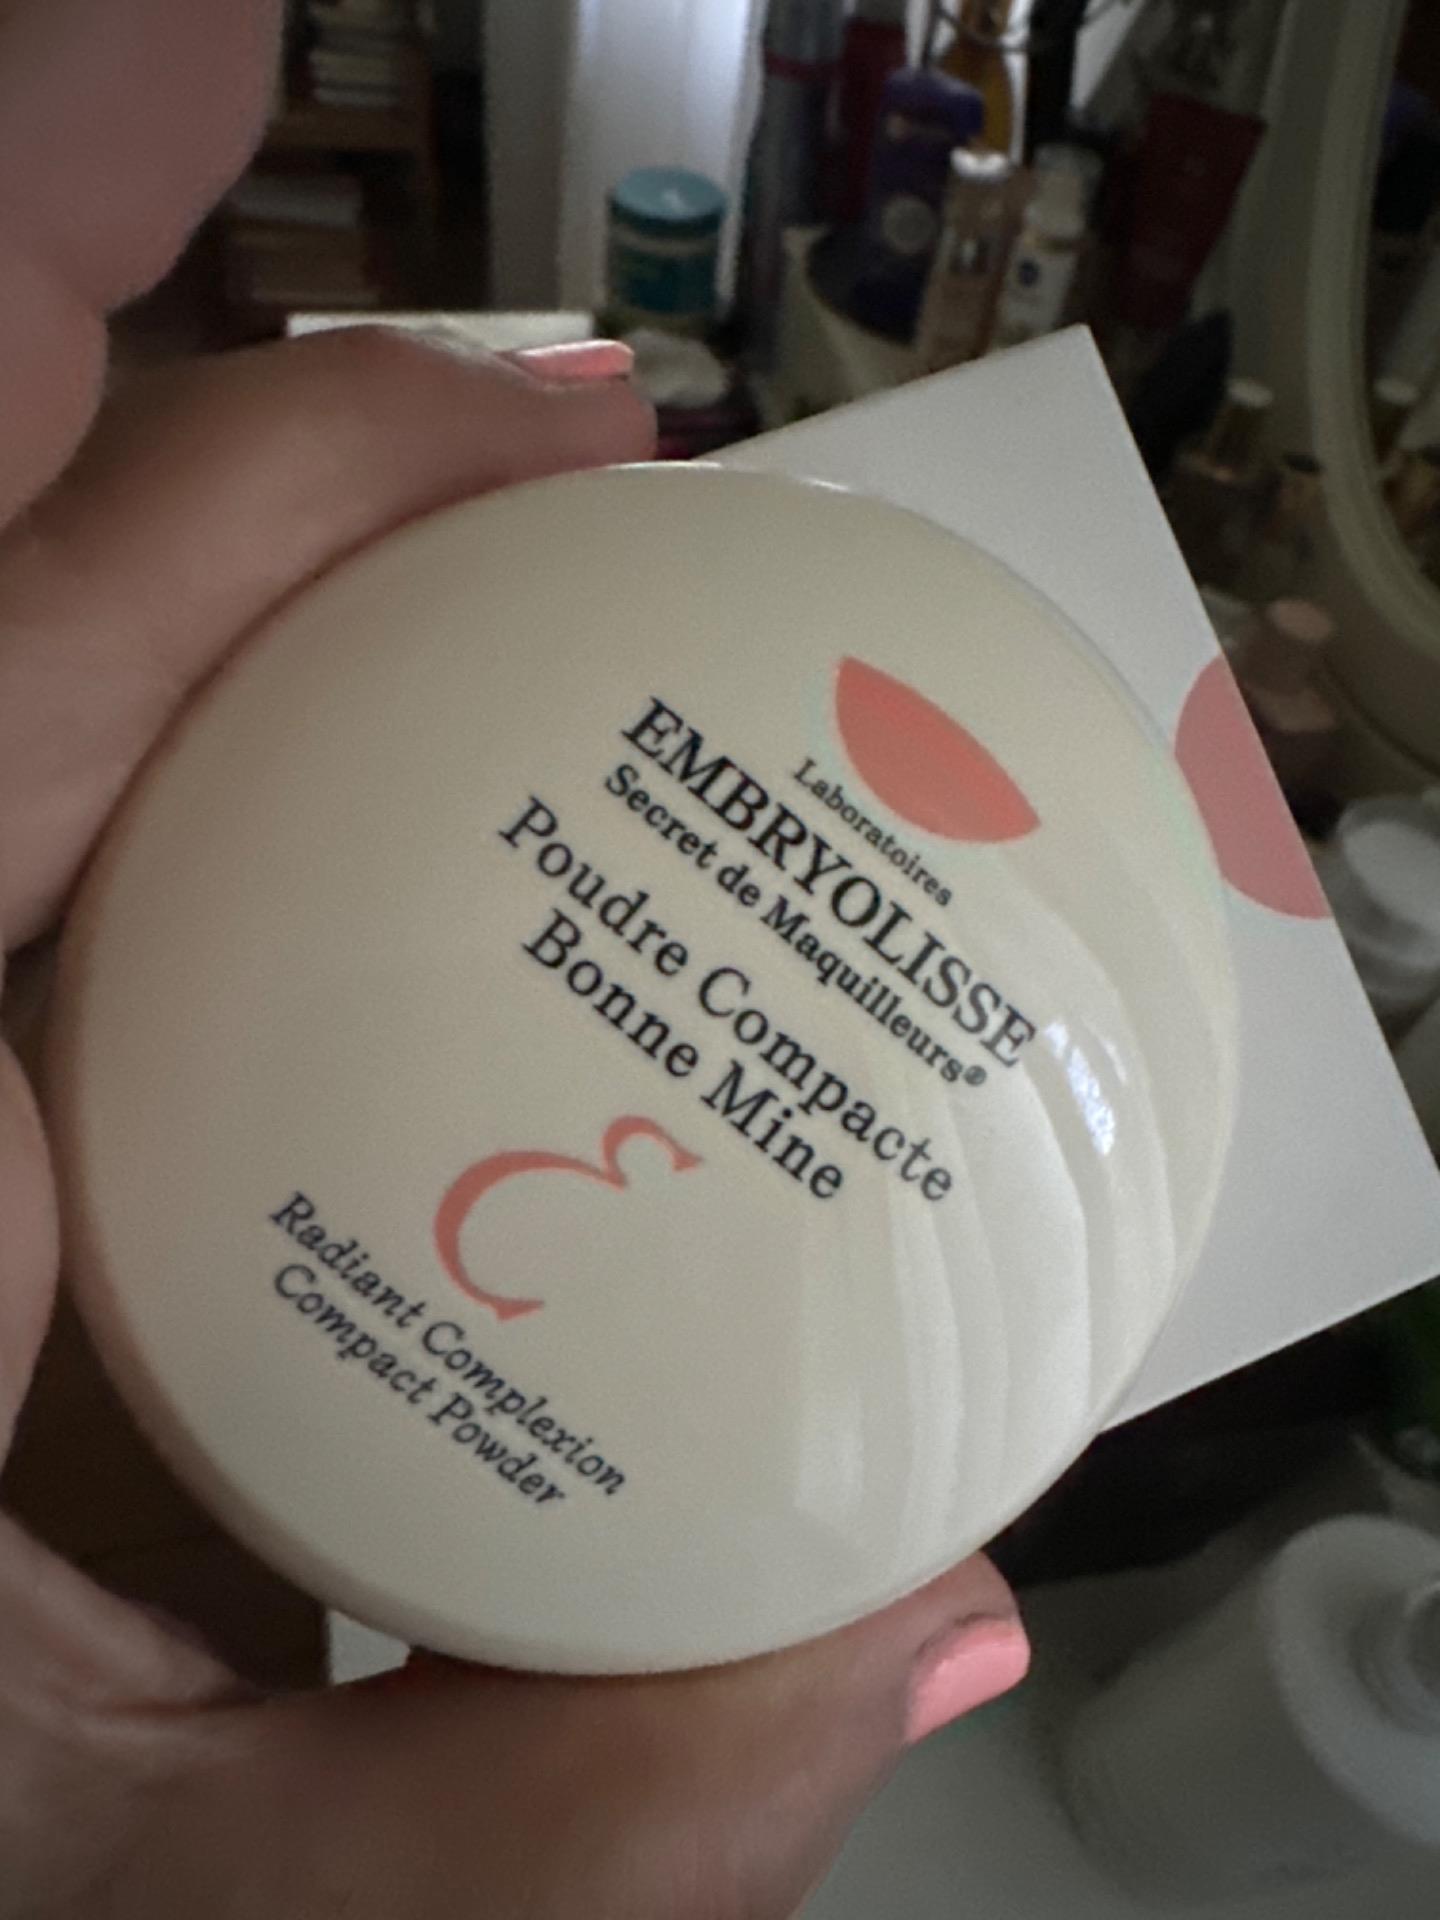 Laboratoires
EMBRYOLISSE
Secret de Maquilleurs®
Poudre Compacte
Bonne Mine
E
Radiant Complexion
Compact Powder